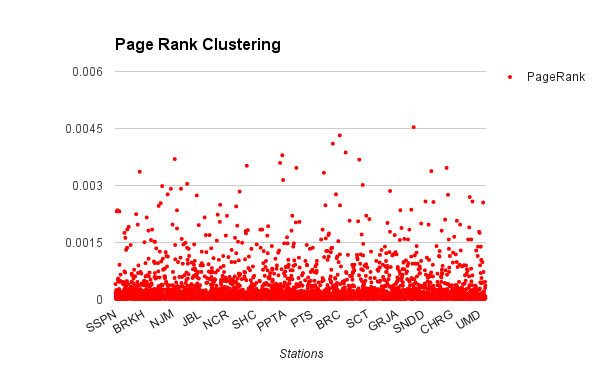 Page Rank Clustering
0.006
PageRank
0.0045
0.003
0.0015
0
SSPN BRKH NJM JBL NCR SHC PPTA PTS BRC SCT GRJA SNDD CHRG UMD
Stations